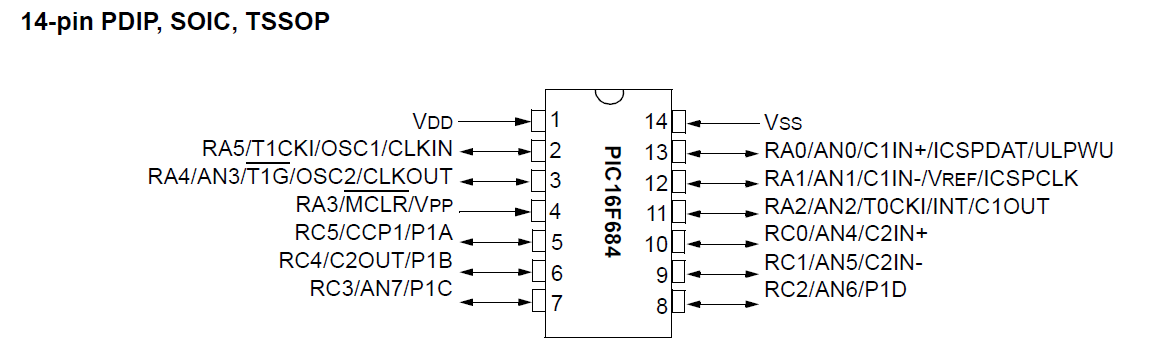 14-pin PDIP, SOIC, TSSOP
VDD 1 14 VSS
RA5/T1CKI/OSC1/CLKIN 2 13 RA0/AN0/C1IN+/ICSPDAT/ULPWU
RA4/AN3/T1G/OSC2/CLKOUT 3 12 RA1/AN1/C1IN-/VREF/ICSPCLK
RA3/MCLR/VPP 4 11 RA2/AN2/T0CKI/INT/C1OUT
RC5/CCP1/P1A 5 10 RC0/AN4/C2IN+
RC4/C2OUT/P1B 6 9 RC1/AN5/C2IN-
RC3/AN7/P1C 7 8 RC2/AN6/P1D
PIC16F684